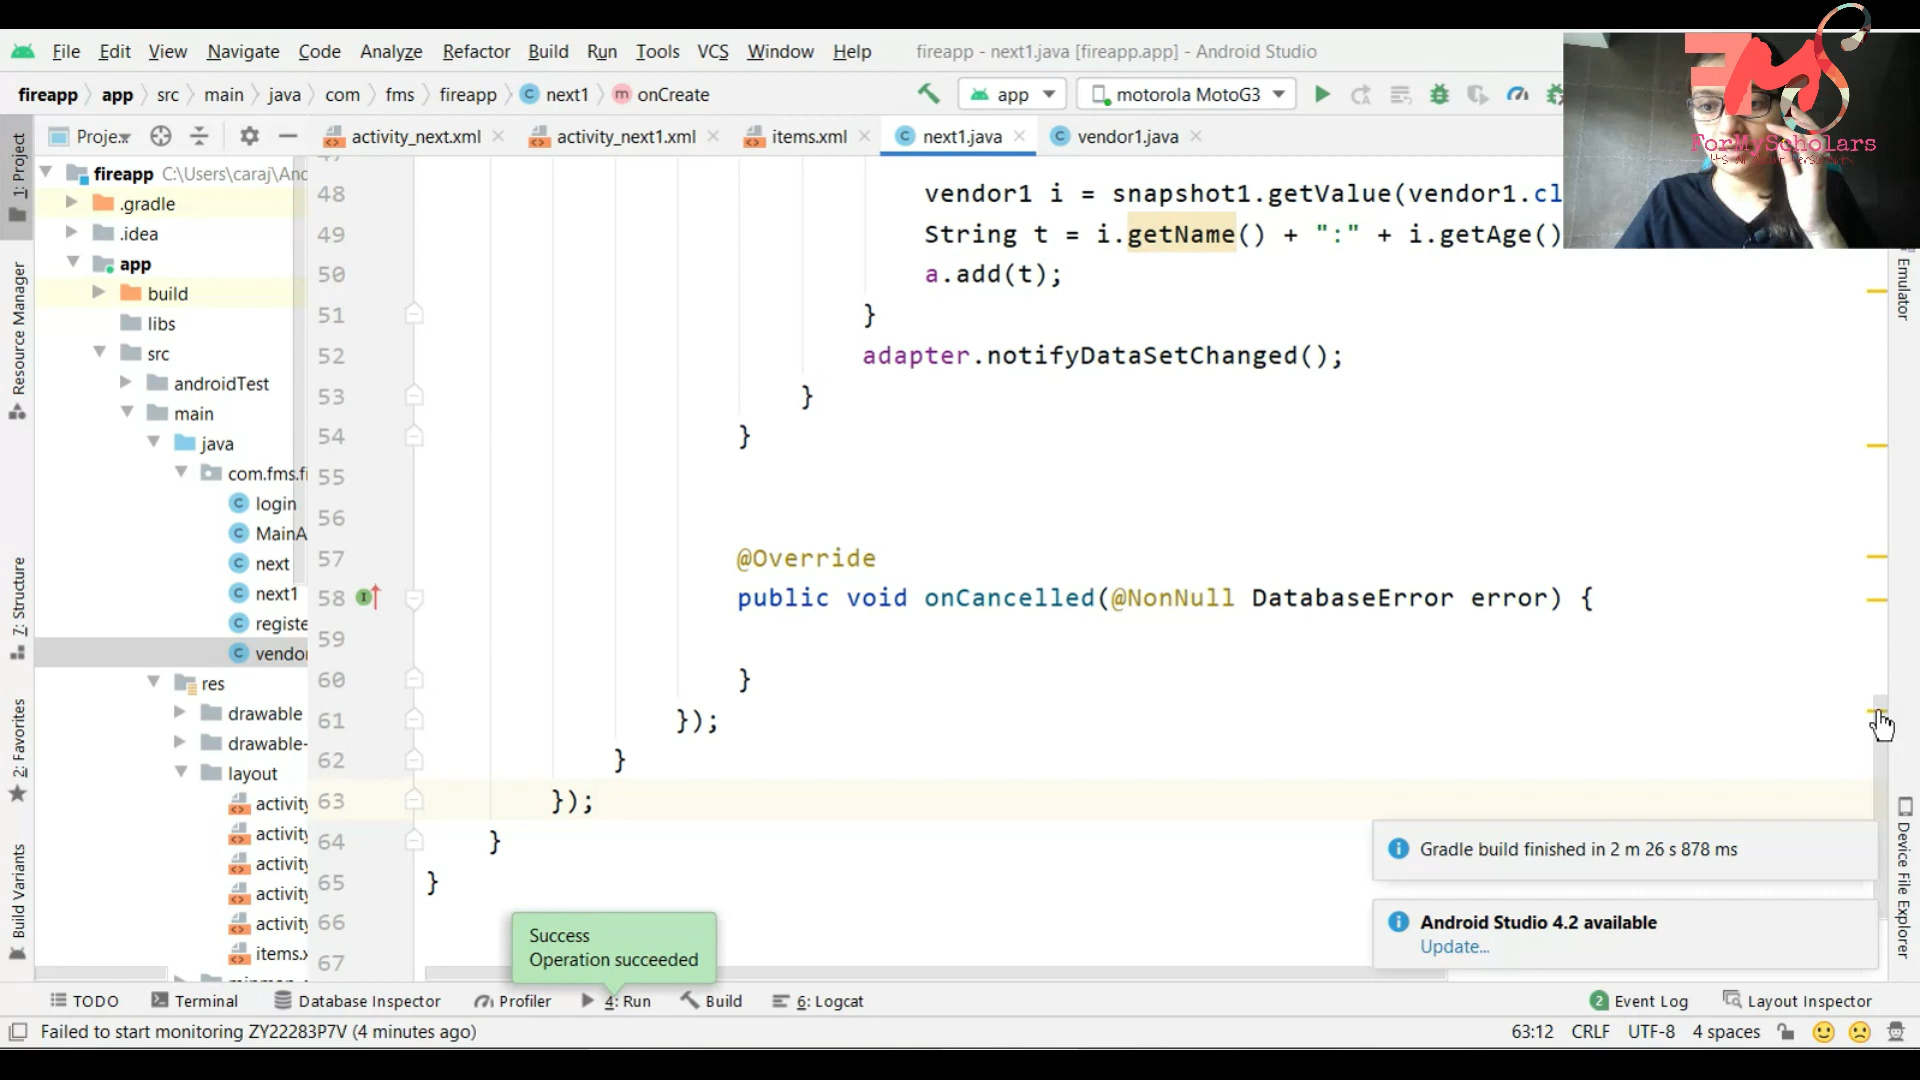 File Edit View Navigate Code Analyze Refactor Build Run Tools VCS Window Help fireapp - next1.java [fireapp.app] - Android Studio
fireapp app src main java com fms fireapp next1 onCreate app motorola MotoG3
FMS
ForMyScholars
1: Project
Resource Manager
7: Structure
2: Favorites
Build Variants
Proje
activity_next.xml activity_next1.xml items.xml next1.java vendor1.java
fireapp C:\Users\caraj\Anc
.gradle
.idea
app
build
libs
src
androidTest
main
java
com.fms.fi
login
MainA
next
next1
registe
vendo
res
drawable
drawable-
layout
activity
activity
activity
activity
activity
items.x
48 vendor1 i = snapshot1.getValue(vendor1.cl
49 String t = i.getName() + ":" + i.getAge()
50 a.add(t);
51 }
52 adapter.notifyDataSetChanged();
53 }
54 }
55
56
57 @Override
58 public void onCancelled(@NonNull DatabaseError error) {
59
60 }
61 });
62 }
63 });
64 }
65 }
66
67
Emulator
Device File Explorer
Gradle build finished in 2 m 26 s 878 ms
Android Studio 4.2 available
Update...
Success
Operation succeeded
TODO Terminal Database Inspector Profiler 4: Run Build 6: Logcat 2 Event Log Layout Inspector
Failed to start monitoring ZY22283P7V (4 minutes ago) 63:12 CRLF UTF-8 4 spaces